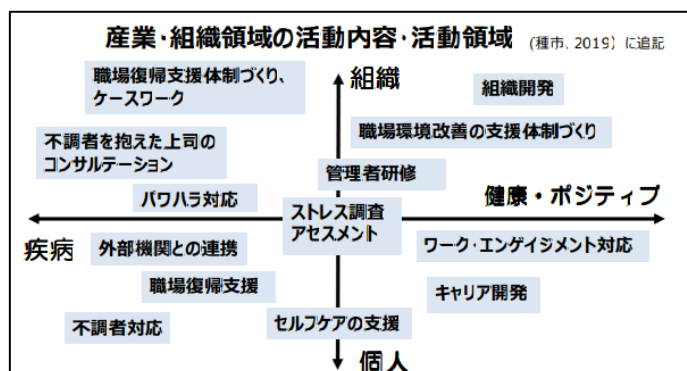 産業・組織領域の活動内容・活動領域 (種市、2019) に追記
職場復帰支援体制づくり、
ケースワーク
組織
組織開発
職場環境改善の支援体制づくり
不調者を抱えた上司の
コンサルテーション
管理者研修
パワハラ対応
健康・ポジティブ
ストレス調査
アセスメント
疾病
外部機関との連携
ワーク・エンゲイジメント対応
職場復帰支援
キャリア開発
不調者対応
セルフケアの支援
個人